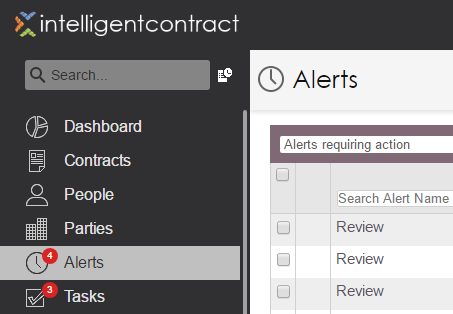 intelligentcontract
Search...
Alerts
Dashboard
Contracts
People
Parties
4
Alerts
3
Tasks
Alerts requiring action
Search Alert Name
Review
Review
Review